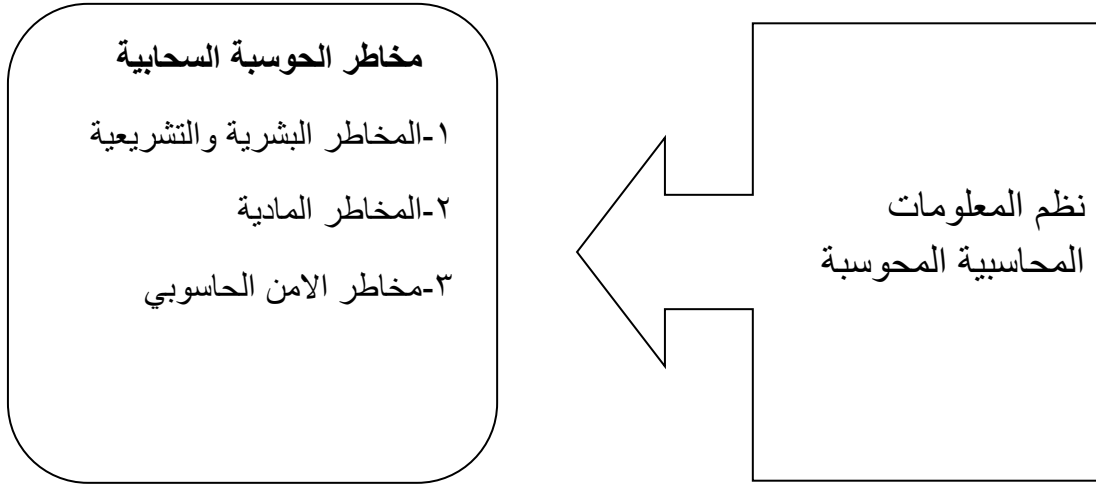 نظم المعلومات
المحاسبية المحوسبة
مخاطر الحوسبة السحابية
١-المخاطر البشرية والتشريعية
٢-المخاطر المادية
٣-مخاطر الامن الحاسوبي